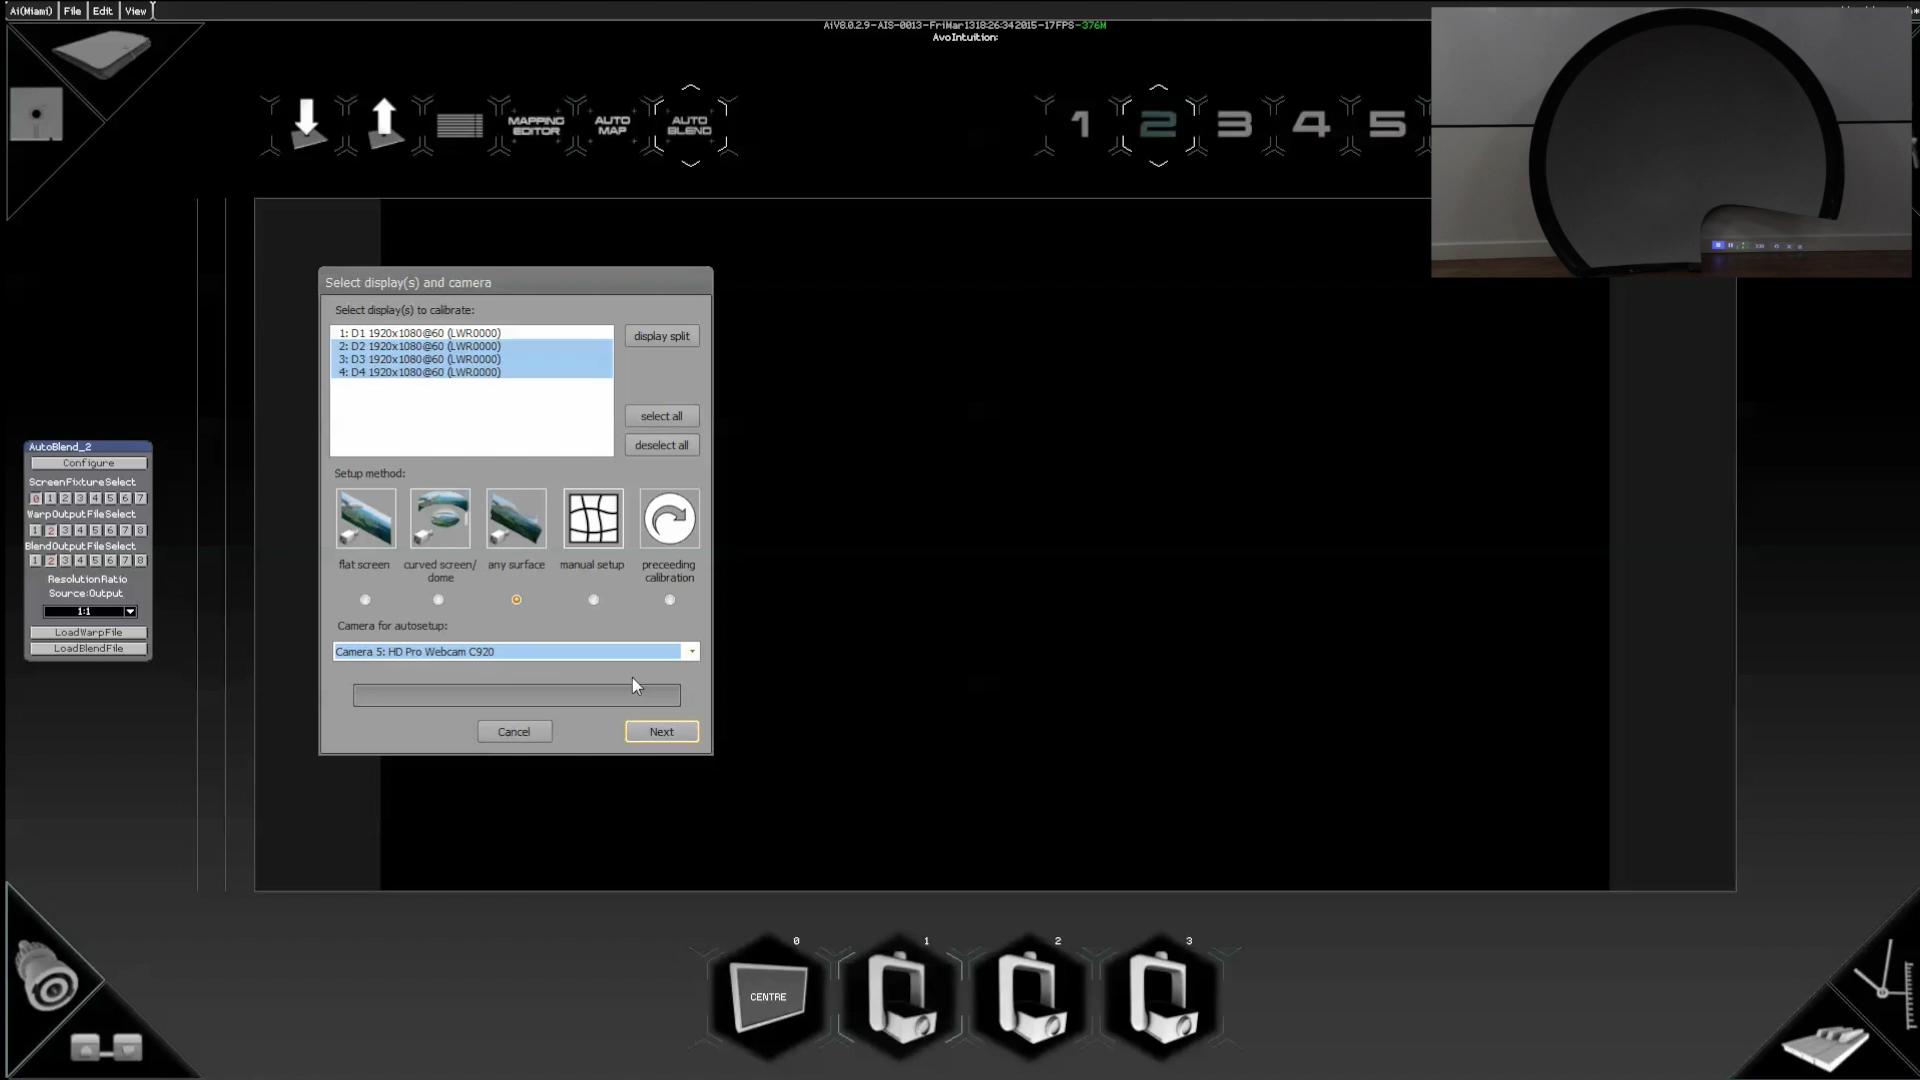 Ai(Miami) File Edit View
AiV8.0.2.9-AIS-0013-FriMar1318:26:342015-17FPS-376M
AvoIntuition:
MAPPING EDITOR
AUTO MAP
AUTO BLEND
1 2 3 4 5
Select display(s) and camera
Select display(s) to calibrate:
1: D1 1920x1080@60 (LWR0000)
2: D2 1920x1080@60 (LWR0000)
3: D3 1920x1080@60 (LWR0000)
4: D4 1920x1080@60 (LWR0000)
display split
select all
deselect all
Setup method:
flat screen
curved screen/
dome
any surface
manual setup
preceeding
calibration
Camera for autosetup:
Camera 5: HD Pro Webcam C920
Cancel
Next
AutoBlend_2
Configure
ScreenFixtureSelect
0 1 2 3 4 5 6 7
WarpOutputFileSelect
1 2 3 4 5 6 7 8
BlendOutputFileSelect
1 2 3 4 5 6 7 8
ResolutionRatio
Source:Output
1:1
LoadWarpFile
LoadBlendFile
0
1
2
3
CENTRE